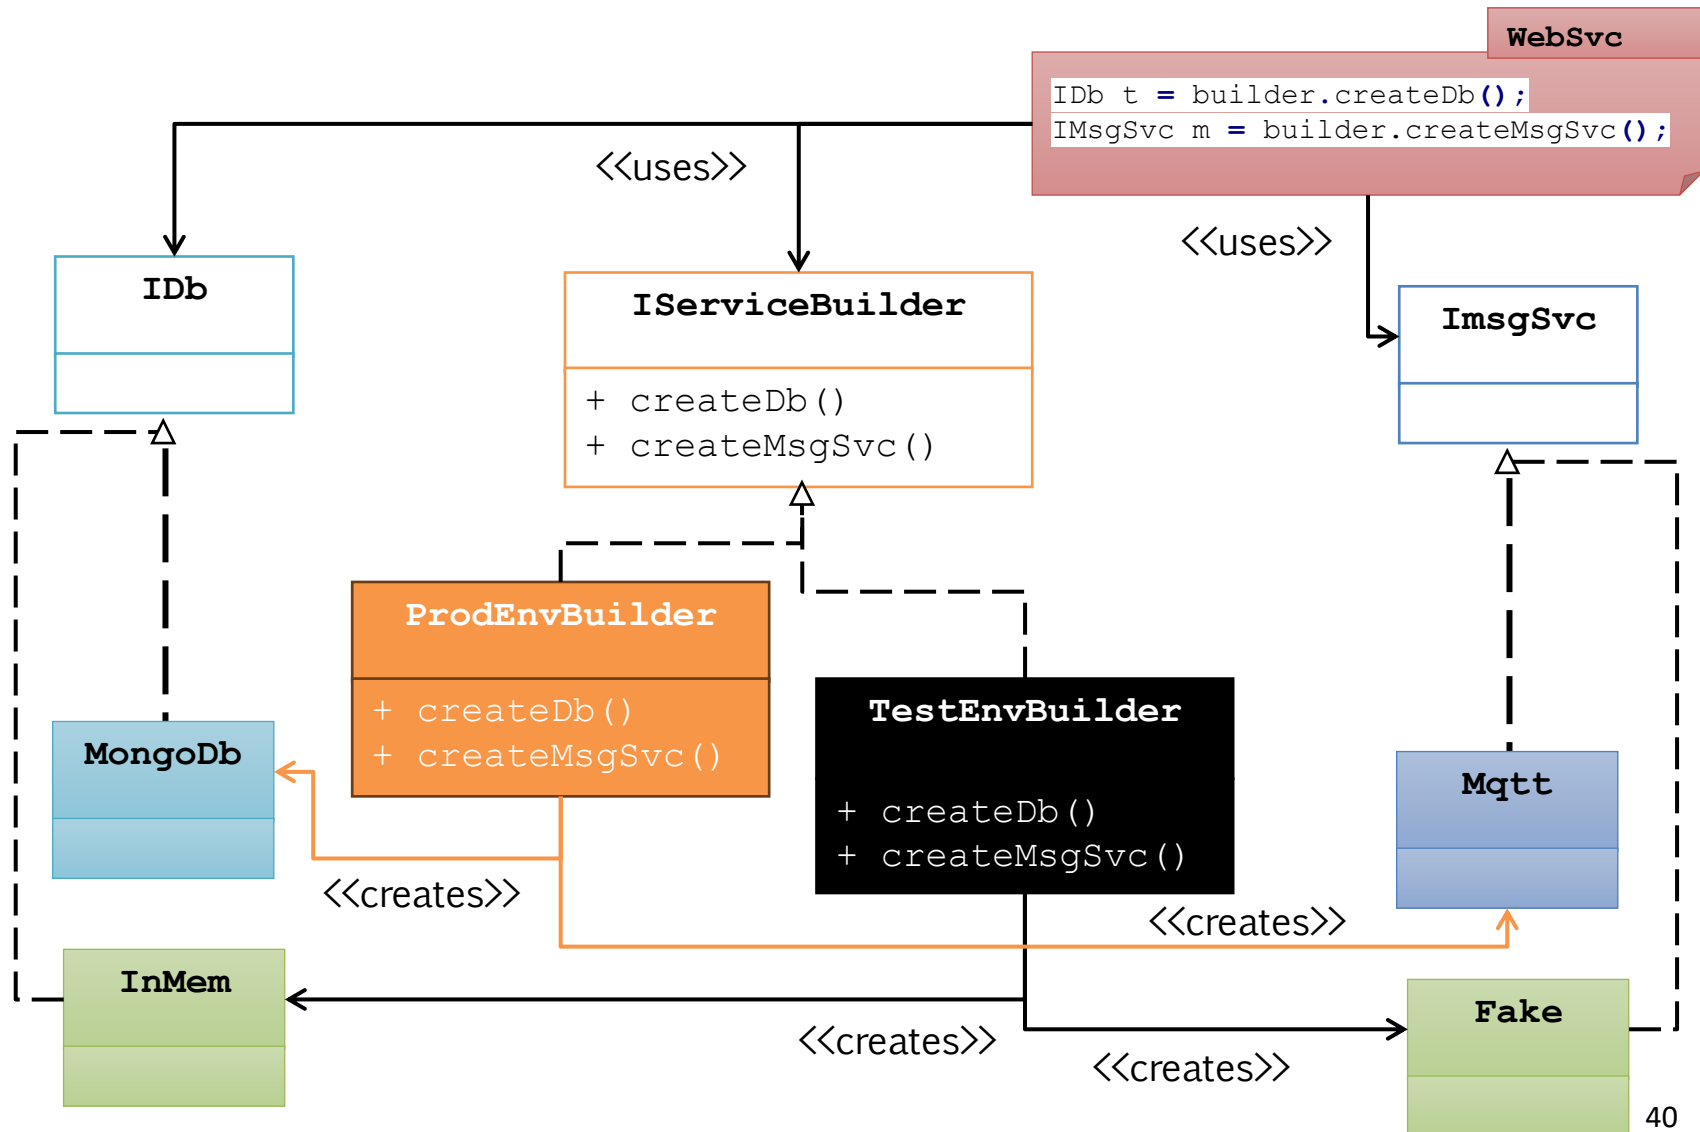 WebSvc
IDb t = builder.createDb();
IMsgSvc m = builder.createMsgSvc();
<<uses>>
<<uses>>
IDb
IServiceBuilder
+ createDb()
+ createMsgSvc()
ImsgSvc
ProdEnvBuilder
+ createDb()
+ createMsgSvc()
TestEnvBuilder
+ createDb()
+ createMsgSvc()
MongoDb
Mqtt
<<creates>>
<<creates>>
InMem
Fake
<<creates>>
<<creates>>
40